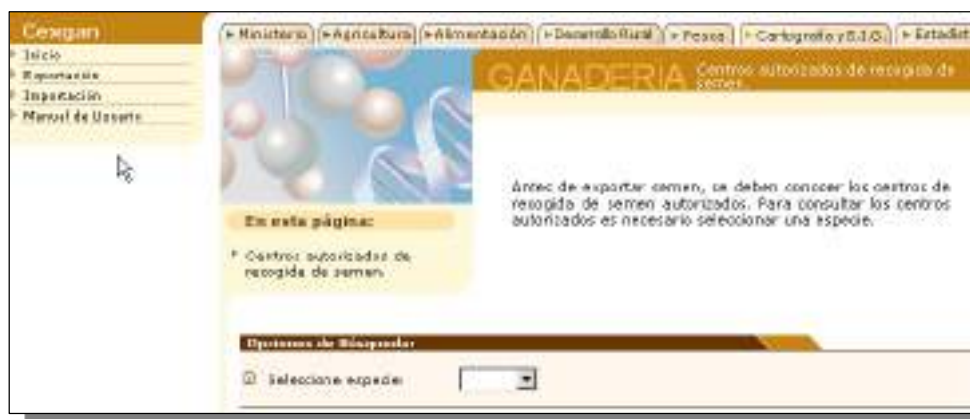 Cexgan
Inicio
Exportación
Importación
Manual de Usuario
Ministerio
Agricultura
Alimentación
Desarrollo Rural
Pesca
Cartografía y S.I.G.
Estadíst
GANADERIA
Centros autorizados de recogida de
semen.
Antes de exportar semen, se deben conocer los centros de
recogida de semen autorizados. Para consultar los centros
autorizados es necesario seleccionar una especie.
En esta página:
Centros autorizados de
recogida de semen.
Opciones de Búsqueda:
Seleccione especie: